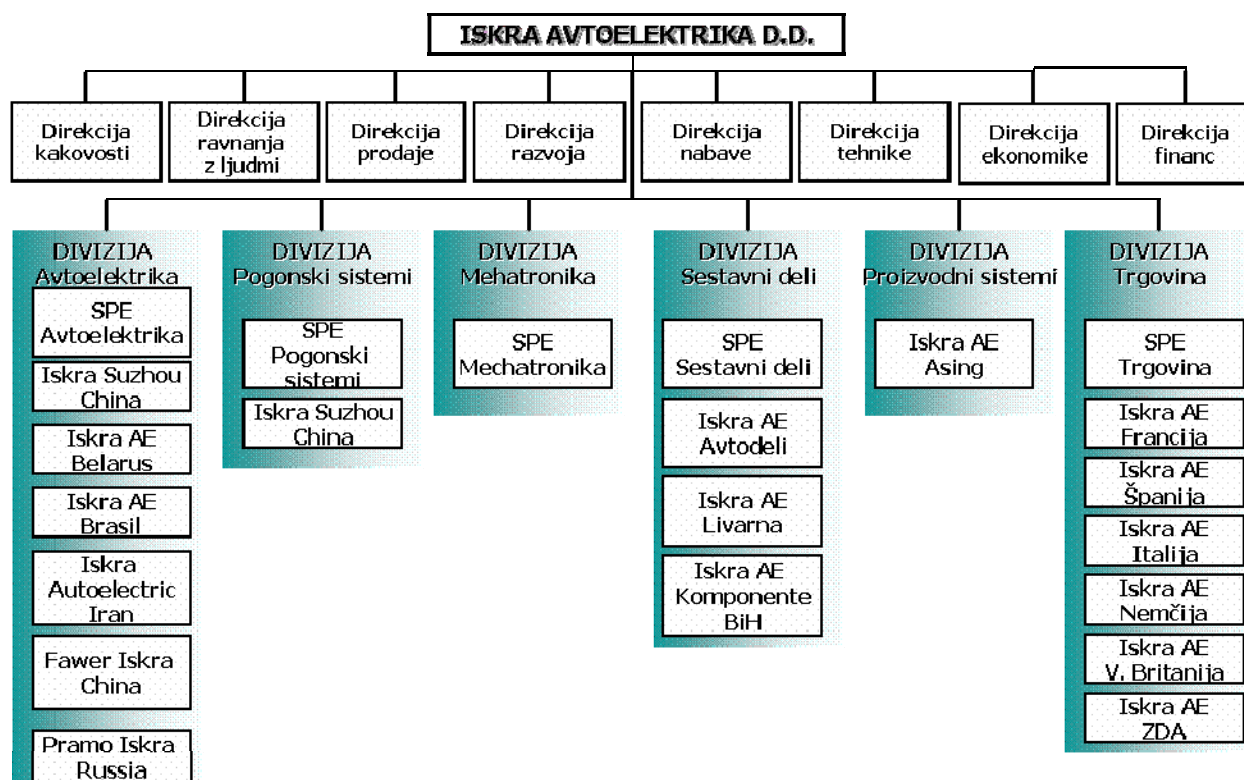 ISKRA AVTOELEKTRIKA D.D.
Direkcija
kakovosti
Direkcija
ravnanja
z ljudmi
Direkcija
prodaje
Direkcija
razvoja
Direkcija
nabave
Direkcija
tehnike
Direkcija
ekonomike
Direkcija
financ
DIVIZIJA
Avtoelektrika
SPE
Avtoelektrika
Iskra Suzhou
China
Iskra AE
Belarus
Iskra AE
Brasil
Iskra
Autoelectric
Iran
Fawer Iskra
China
Pramo Iskra
Russia
DIVIZIJA
Pogonski sistemi
SPE
Pogonski
sistemi
Iskra Suzhou
China
DIVIZIJA
Mehatronika
SPE
Mechatronika
DIVIZIJA
Sestavni deli
SPE
Sestavni deli
Iskra AE
Avtodeli
Iskra AE
Livarna
Iskra AE
Komponente
BiH
DIVIZIJA
Proizvodni sistemi
Iskra AE
Asing
DIVIZIJA
Trgovina
SPE
Trgovina
Iskra AE
Francija
Iskra AE
Španija
Iskra AE
Italija
Iskra AE
Nemčija
Iskra AE
V. Britanija
Iskra AE
ZDA